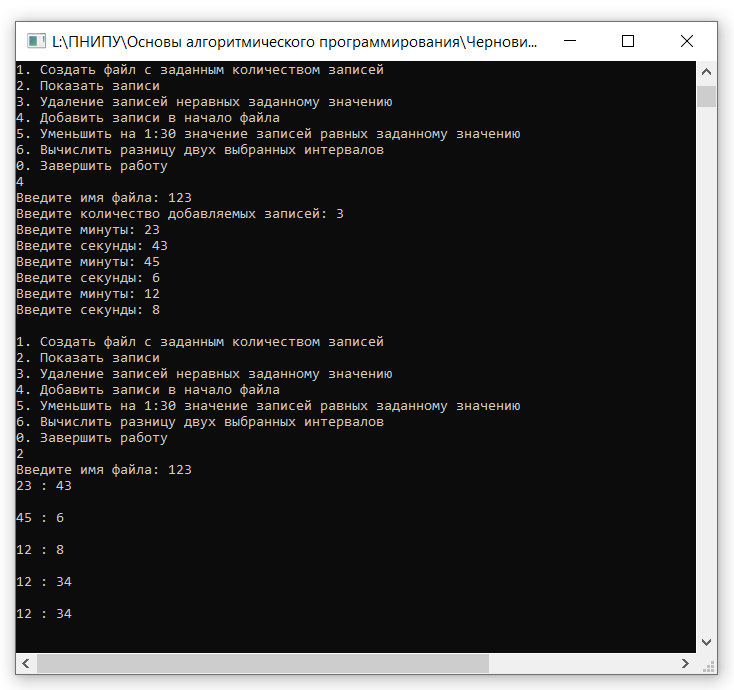 L:\ПНИПУ\Основы алгоритмического программирования\Чернови...
1. Создать файл с заданным количеством записей
2. Показать записи
3. Удаление записей неравных заданному значению
4. Добавить записи в начало файла
5. Уменьшить на 1:30 значение записей равных заданному значению
6. Вычислить разницу двух выбранных интервалов
0. Завершить работу
4
Введите имя файла: 123
Введите количество добавляемых записей: 3
Введите минуты: 23
Введите секунды: 43
Введите минуты: 45
Введите секунды: 6
Введите минуты: 12
Введите секунды: 8
1. Создать файл с заданным количеством записей
2. Показать записи
3. Удаление записей неравных заданному значению
4. Добавить записи в начало файла
5. Уменьшить на 1:30 значение записей равных заданному значению
6. Вычислить разницу двух выбранных интервалов
0. Завершить работу
2
Введите имя файла: 123
23 : 43
45 : 6
12 : 8
12 : 34
12 : 34